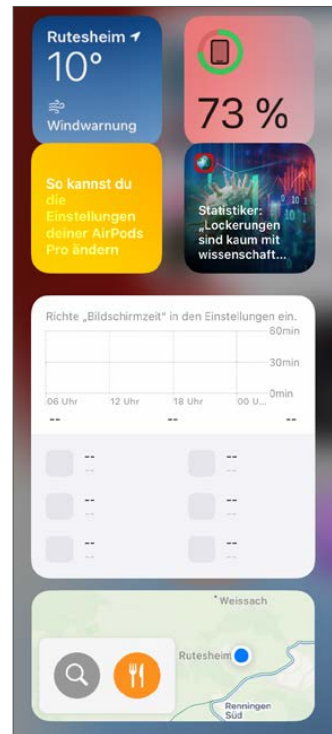 Rutesheim
10°
Windwarnung
73 %
So kannst du
die
Einstellungen
deiner AirPods
Pro ändern
Statistiker:
„Lockerungen
sind kaum mit
wissenschaft...
Richte „Bildschirmzeit" in den Einstellungen ein.
60min
30min
0min
06 Uhr 12 Uhr 18 Uhr 00 U...
-- -- --
-- --
-- --
-- --
-- --
-- --
-- --
Weissach
Rutesheim
Renningen
Süd